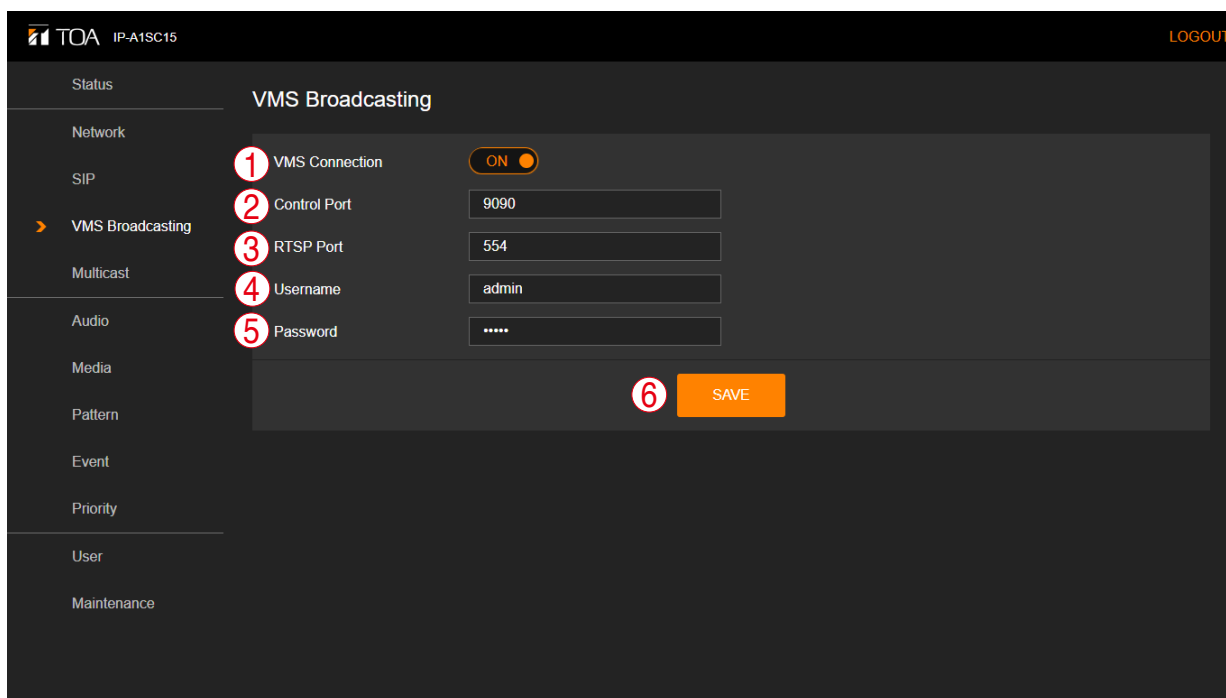 TOA IP-A1SC15
LOGOUT
Status
Network
SIP
VMS Broadcasting
Multicast
Audio
Media
Pattern
Event
Priority
User
Maintenance
VMS Broadcasting
1 VMS Connection ON
2 Control Port 9090
3 RTSP Port 554
4 Username admin
5 Password •••••
6 SAVE